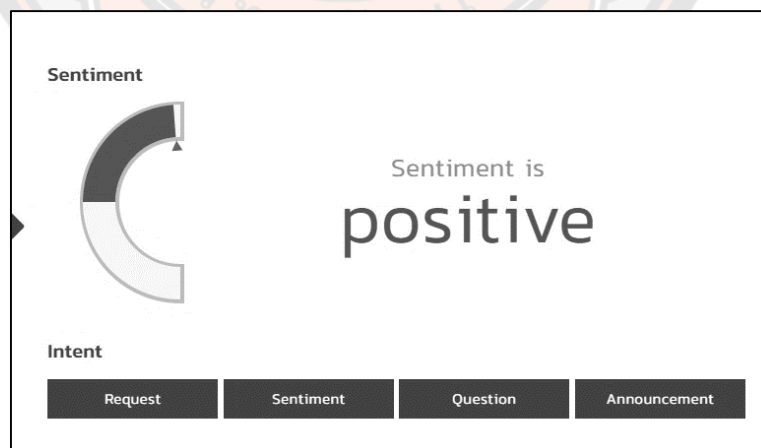 Sentiment
Sentiment is
positive
Intent
Request Sentiment Question Announcement